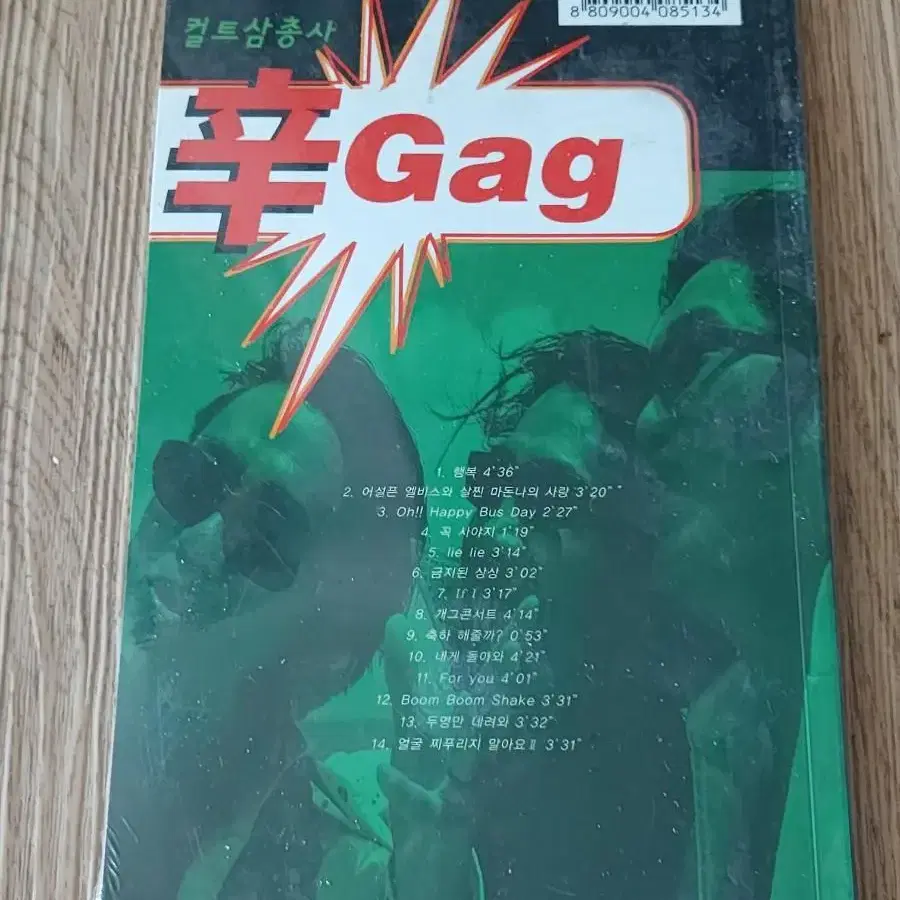 8 809004 085134
컬트삼총사
辛Gag
1. 행복 4'36"
2. 어설픈 엘비스와 살찐 마돈나의 사랑 3'20""
3. Oh!! Happy Bus Day 2'27"
4. 꼭 사야지 1'19"
5. lie lie 3'14"
6. 금지된 상상 3'02"
7. If I 3'17"
8. 개그콘서트 4'14"
9. 축하 해줄까? 0'53"
10. 내게 돌아와 4'21"
11. For you 4'01"
12. Boom Boom Shake 3'31"
13. 두명만 데려와 3'32"
14. 얼굴 찌푸리지 말아요Ⅱ 3'31"